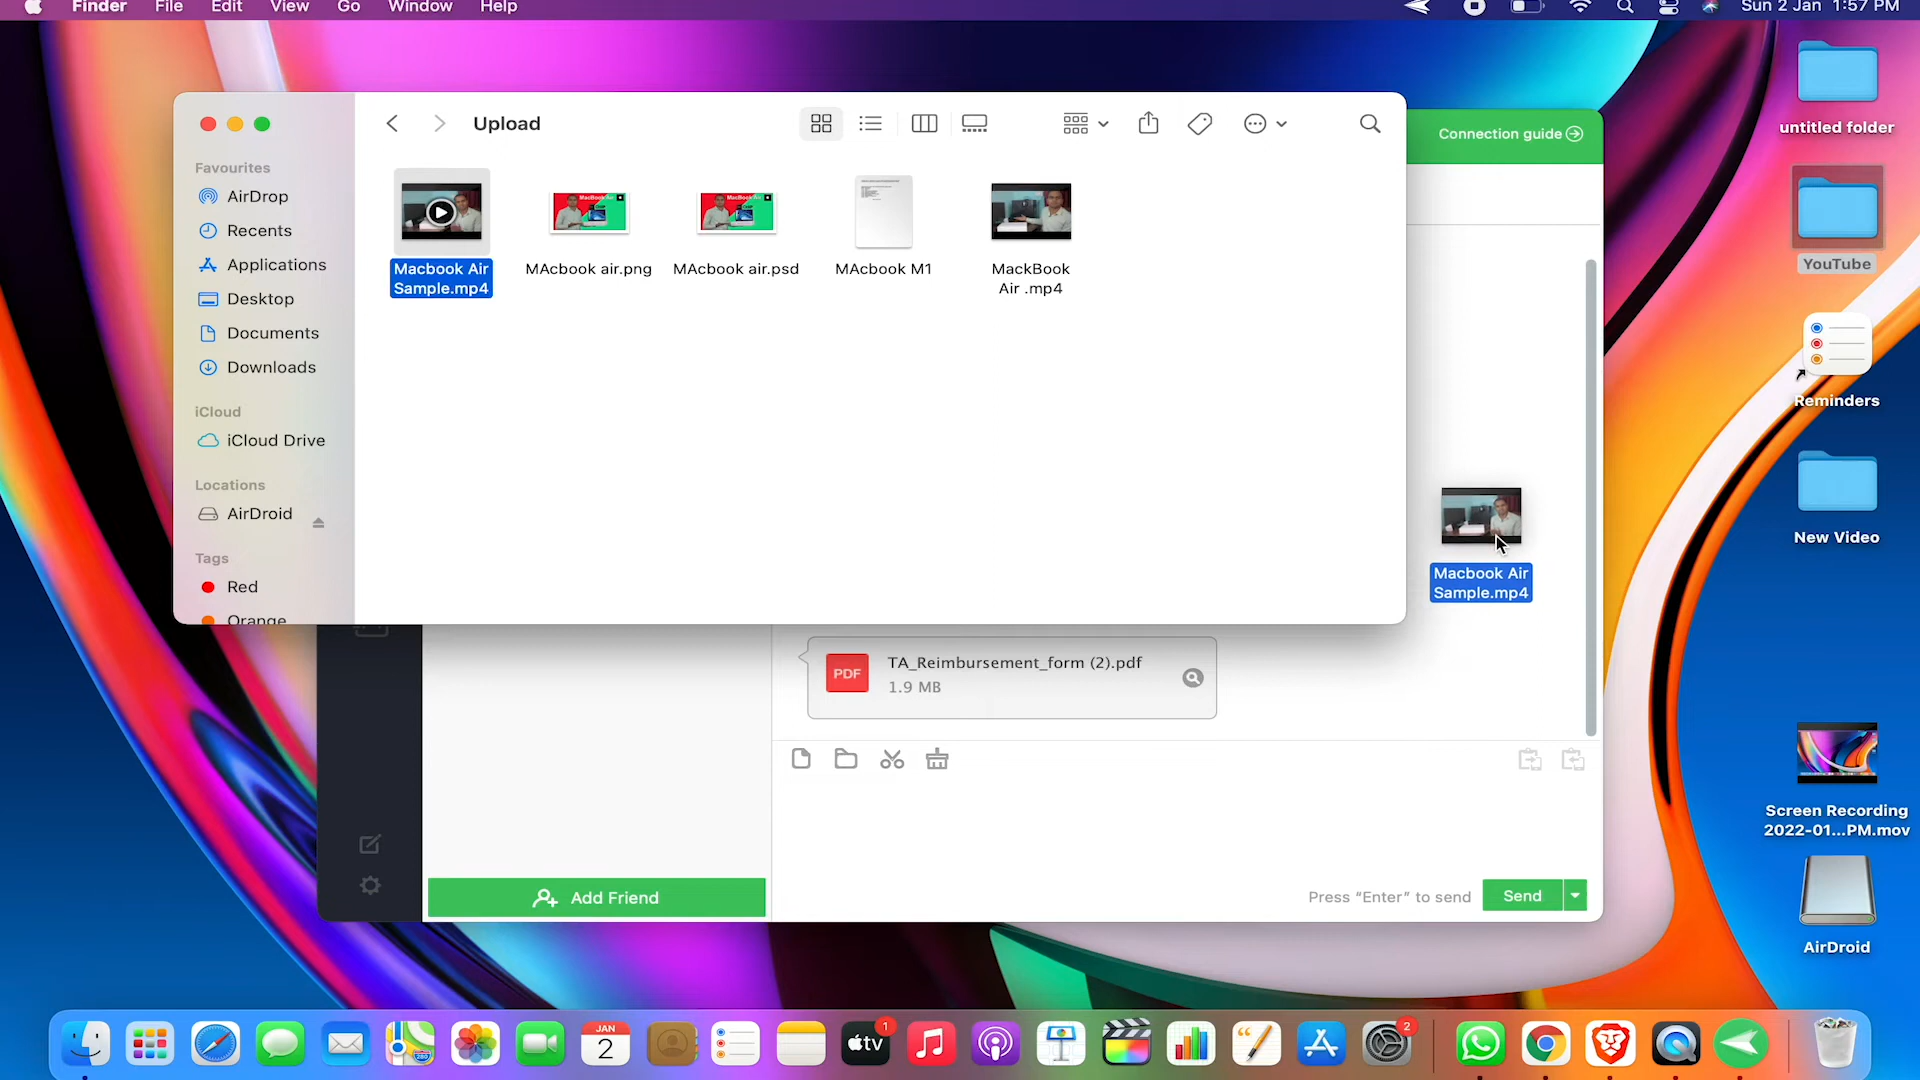 Finder File Edit View Go Window Help
Sun 2 Jan 1:57 PM
Upload
Connection guide
Favourites
AirDrop
Recents
Applications
Desktop
Documents
Downloads
iCloud
iCloud Drive
Locations
AirDroid
Tags
Red
Orange
Macbook Air
Sample.mp4
MAcbook air.png
MAcbook air.psd
MAcbook M1
MackBook
Air .mp4
Macbook Air
Sample.mp4
PDF
TA_Reimbursement_form (2).pdf
1.9 MB
Add Friend
Press “Enter” to send
Send
untitled folder
YouTube
Reminders
New Video
Screen Recording
2022-01...PM.mov
AirDroid
JAN
2
280
tv
1
2